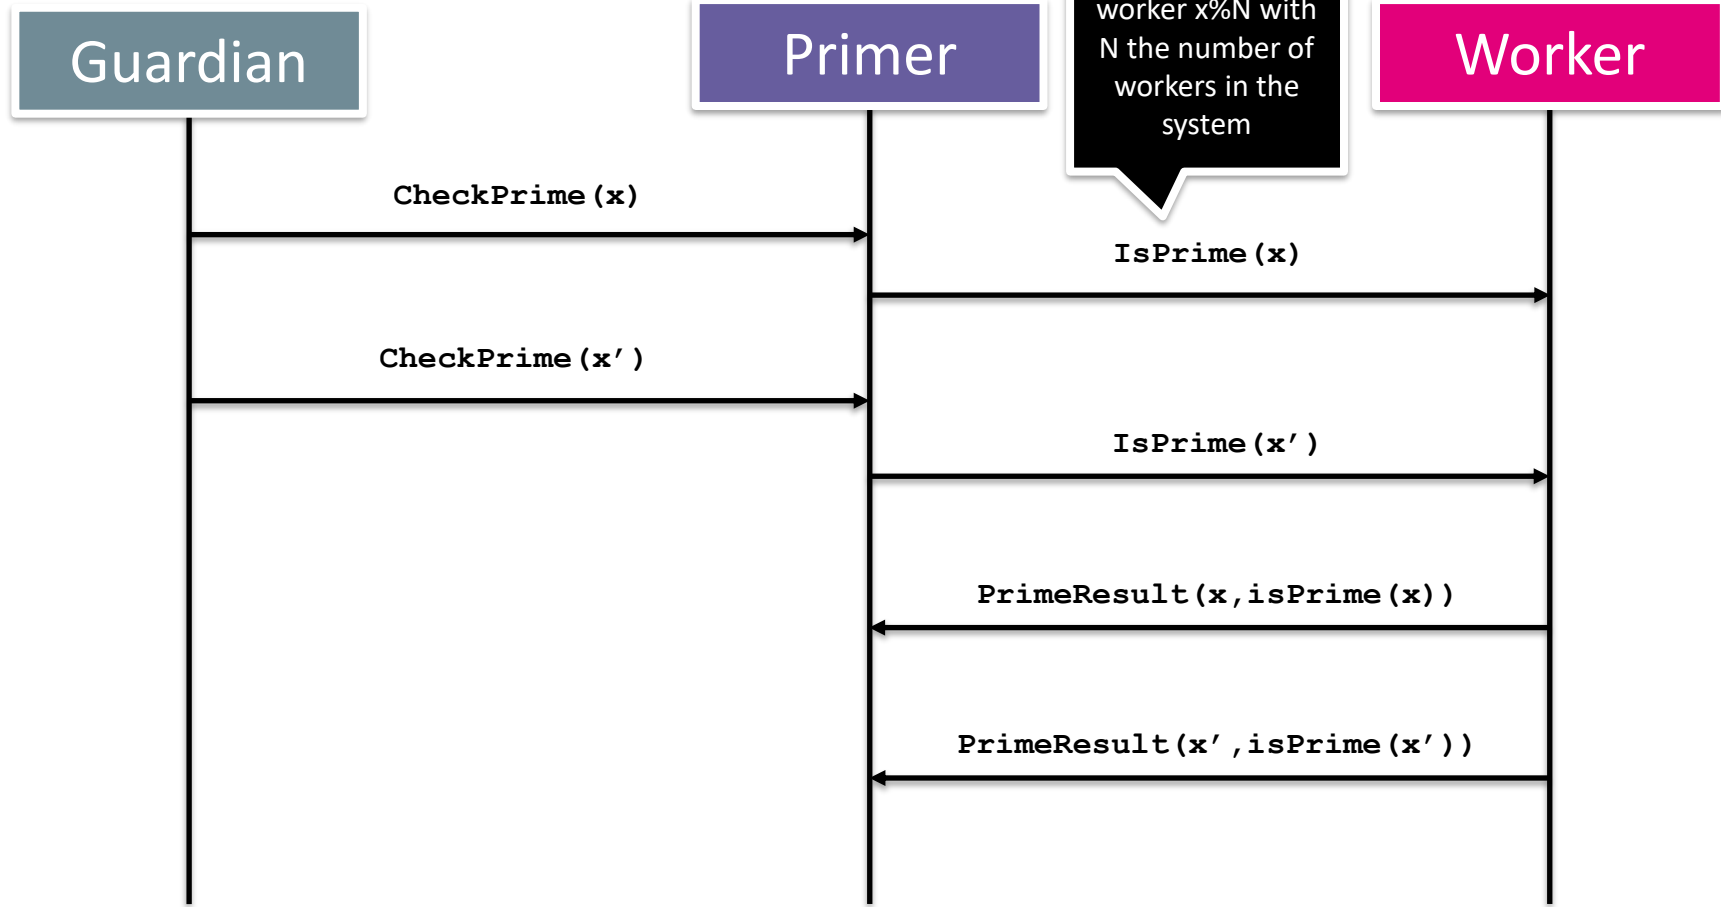 Guardian
Primer
worker x%N with
N the number of
workers in the
system
Worker
CheckPrime(x)
IsPrime(x)
CheckPrime(x’)
IsPrime(x’)
PrimeResult(x,isPrime(x))
PrimeResult(x’,isPrime(x’))